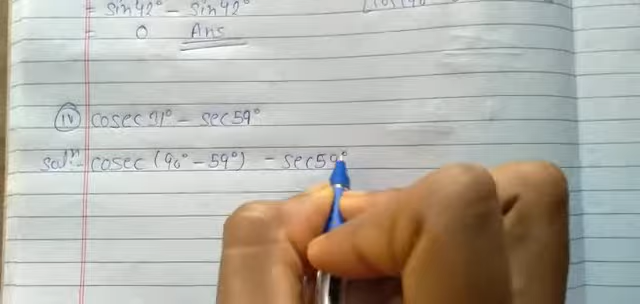 = sin42° - sin42°
= 0 Ans
(iv) cosec 31° - sec 59°
Solⁿ:- cosec (90° - 59°) - sec 59°